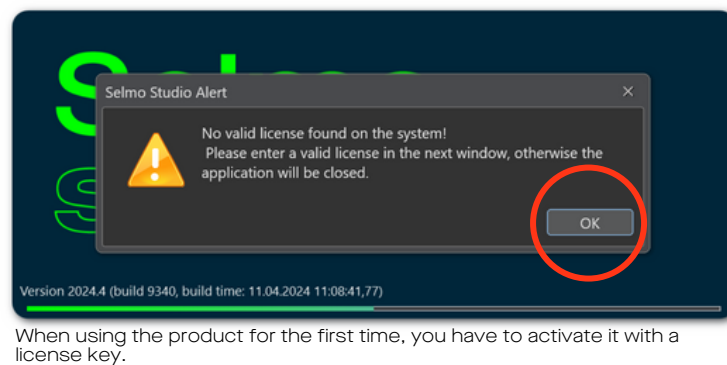 Selmo Studio Alert
No valid license found on the system!
Please enter a valid license in the next window, otherwise the
application will be closed.
OK
Version 2024.4 (build 9340, build time: 11.04.2024 11:08:41,77)
When using the product for the first time, you have to activate it with a
license key.